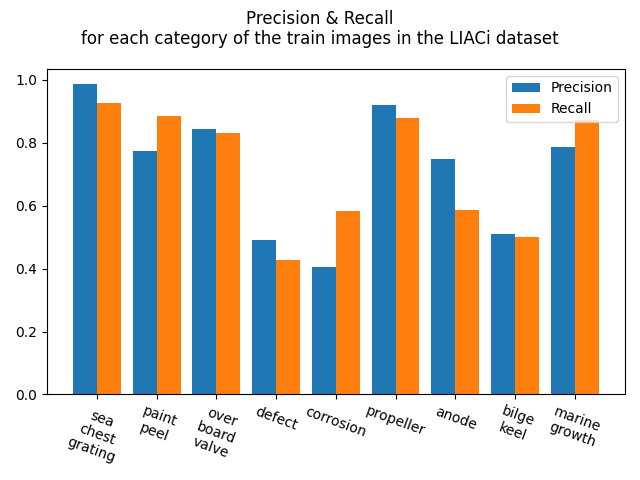 Precision & Recall
for each category of the train images in the LIACi dataset
Precision
Recall
1.0
0.8
0.6
0.4
0.2
0.0
sea
chest
grating
paint
peel
over
board
valve
defect
corrosion
propeller
anode
bilge
keel
marine
growth